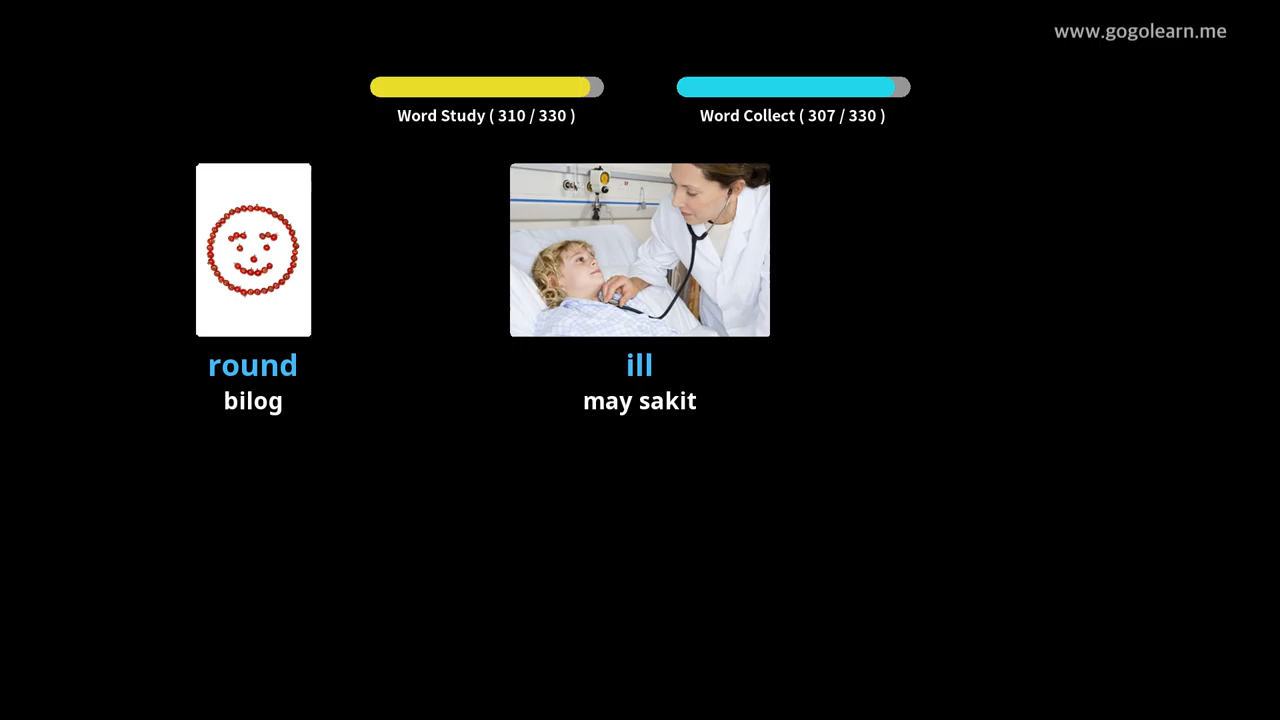 www.gogolearn.me
Word Study ( 310 / 330 )
Word Collect ( 307 / 330 )
round
bilog
ill
may sakit